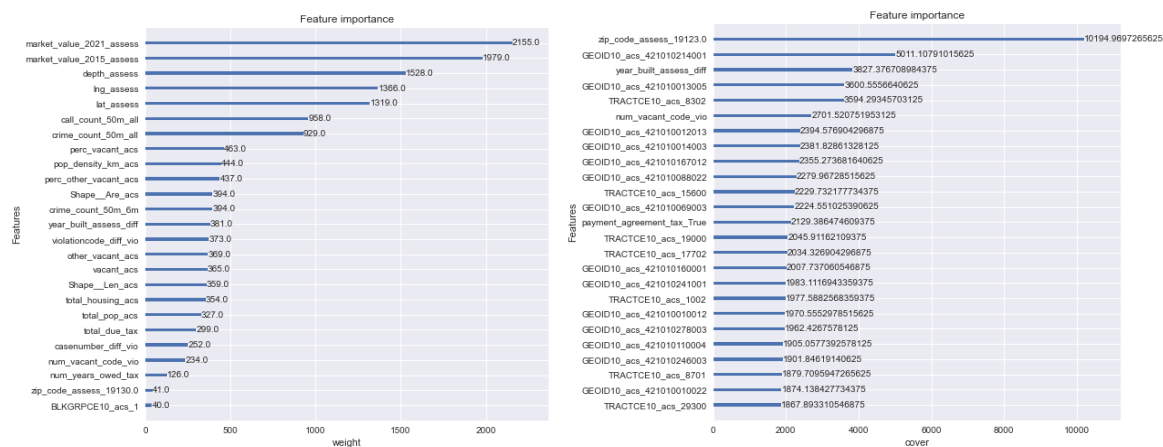 Feature importance
market_value_2021_assess 2155.0
market_value_2015_assess 1979.0
depth_assess 1528.0
lng_assess 1366.0
lat_assess 1319.0
call_count_50m_all 958.0
crime_count_50m_all 929.0
perc_vacant_acs 463.0
pop_density_km_acs 444.0
perc_other_vacant_acs 437.0
Shape__Are_acs 394.0
crime_count_50m_6m 394.0
year_built_assess_diff 381.0
violationcode_diff_vio 373.0
other_vacant_acs 369.0
vacant_acs 365.0
Shape__Len_acs 359.0
total_housing_acs 354.0
total_pop_acs 327.0
total_due_tax 299.0
casenumber_diff_vio 252.0
num_vacant_code_vio 234.0
num_years_owed_tax 126.0
zip_code_assess_19130.0 41.0
BLKGRPCE10_acs_1 40.0
Features
0 500 1000 1500 2000
weight
Feature importance
zip_code_assess_19123.0 10194.9697265625
GEOID10_acs_421010214001 5011.10791015625
year_built_assess_diff 3827.376708984375
GEOID10_acs_421010013005 3600.5556640625
TRACTCE10_acs_8302 3594.29345703125
num_vacant_code_vio 2701.520751953125
GEOID10_acs_421010012013 2394.576904296875
GEOID10_acs_421010014003 2381.82861328125
GEOID10_acs_421010167012 2355.273681640625
GEOID10_acs_421010088022 2279.96728515625
TRACTCE10_acs_15600 2229.732177734375
GEOID10_acs_421010069003 2224.551025390625
payment_agreement_tax_True 2129.386474609375
TRACTCE10_acs_19000 2045.91162109375
TRACTCE10_acs_17702 2034.326904296875
GEOID10_acs_421010160001 2007.737060546875
GEOID10_acs_421010241001 1983.1116943359375
TRACTCE10_acs_1002 1977.5882568359375
GEOID10_acs_421010010012 1970.5552978515625
GEOID10_acs_421010278003 1962.4267578125
GEOID10_acs_421010110004 1905.0577392578125
GEOID10_acs_421010246003 1901.84619140625
TRACTCE10_acs_8701 1879.7095947265625
GEOID10_acs_421010010022 1874.138427734375
TRACTCE10_acs_29300 1867.893310546875
Features
0 2000 4000 6000 8000 10000
cover